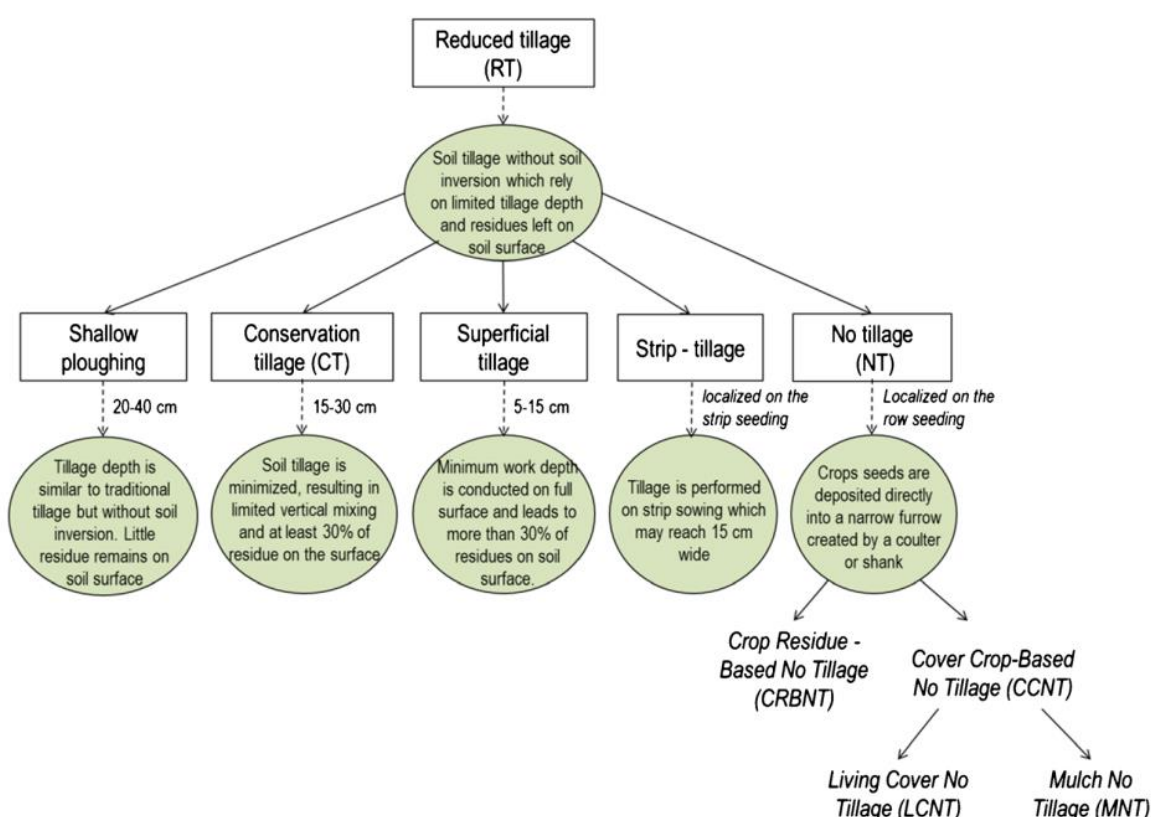 Reduced tillage
(RT)
Soil tillage without soil
inversion which rely
on limited tillage depth
and residues left on
soil surface
Shallow
ploughing
Conservation
tillage (CT)
Superficial
tillage
Strip - tillage
No tillage
(NT)
20-40 cm
15-30 cm
5-15 cm
localized on the
strip seeding
Localized on the
row seeding
Tillage depth is
similar to traditional
tillage but without soil
inversion. Little
residue remains on
soil surface
Soil tillage is
minimized, resulting in
limited vertical mixing
and at least 30% of
residue on the surface
Minimum work depth
is conducted on full
surface and leads to
more than 30% of
residues on soil
surface.
Tillage is performed
on strip sowing which
may reach 15 cm
wide
Crops seeds are
deposited directly
into a narrow furrow
created by a coulter
or shank
Crop Residue -
Based No Tillage
(CRBNT)
Cover Crop-Based
No Tillage (CCNT)
Living Cover No
Tillage (LCNT)
Mulch No
Tillage (MNT)